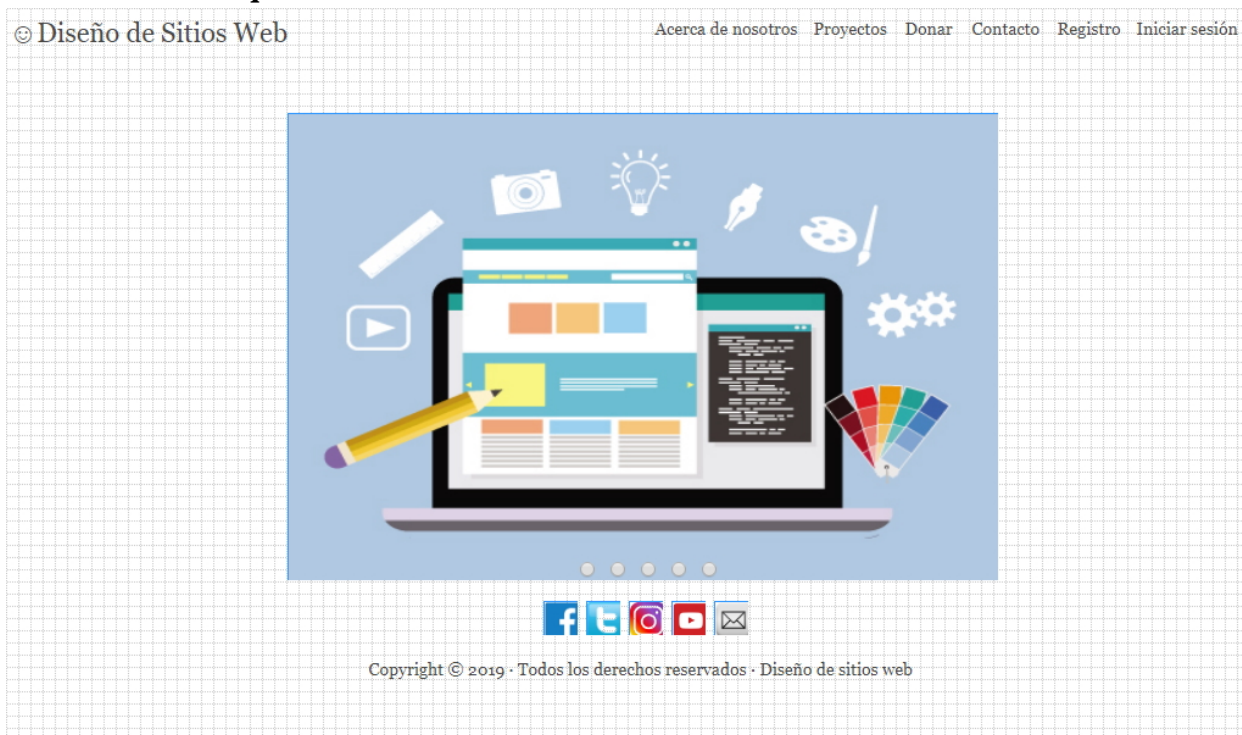 ☺ Diseño de Sitios Web
Acerca de nosotros Proyectos Donar Contacto Registro Iniciar sesión
Copyright © 2019 · Todos los derechos reservados · Diseño de sitios web